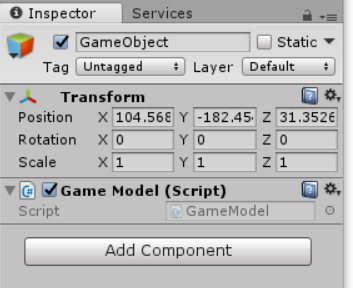 Inspector Services
GameObject Static
Tag Untagged Layer Default
Transform
Position X 104.568 Y -182.45 Z 31.3526
Rotation X 0 Y 0 Z 0
Scale X 1 Y 1 Z 1
Game Model (Script)
Script GameModel
Add Component